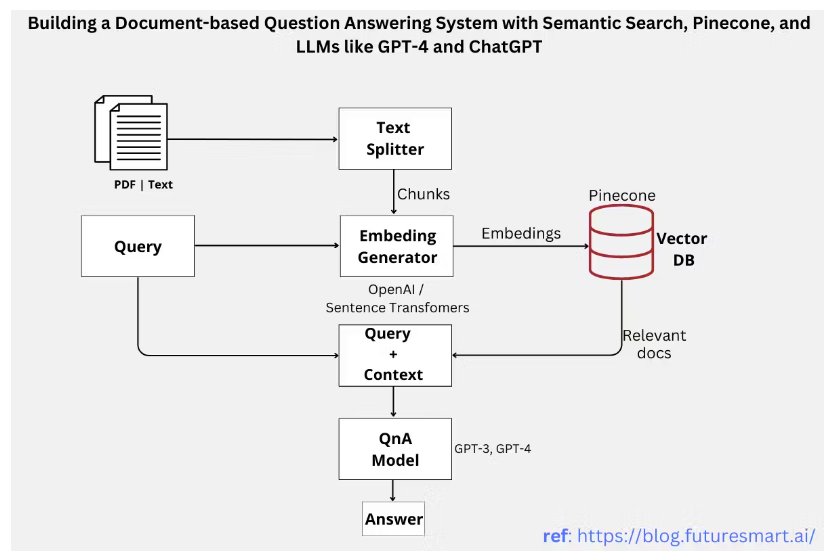 Building a Document-based Question Answering System with Semantic Search, Pinecone, and
LLMs like GPT-4 and ChatGPT
Text
Splitter
PDF | Text
Chunks
Pinecone
Query
Embeding
Generator
Embedings
Vector
DB
OpenAI /
Sentence Transfomers
Query
+
Context
Relevant
docs
QnA
Model
GPT-3, GPT-4
Answer
ref: https://blog.futuresmart.ai/